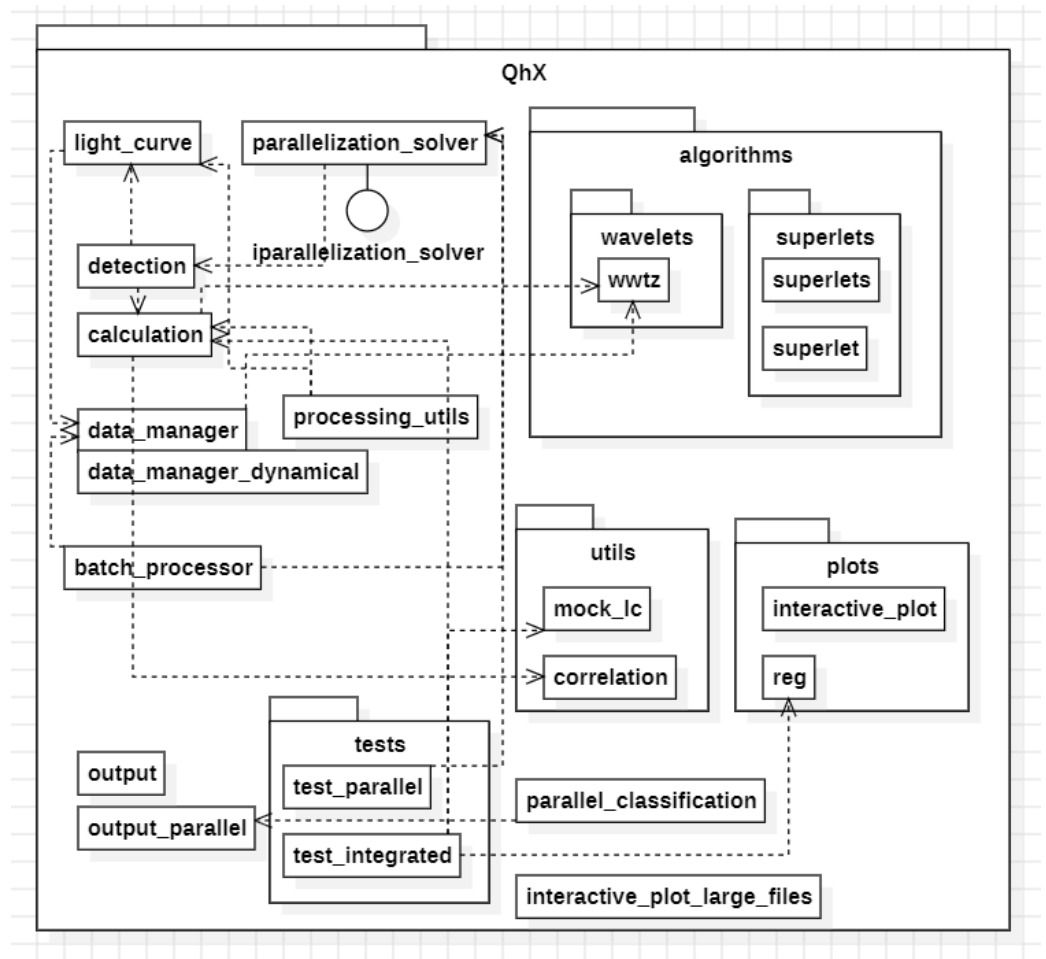 QhX
light_curve
parallelization_solver
iparallelization_solver
detection
calculation
processing_utils
data_manager
data_manager_dynamical
batch_processor
algorithms
wavelets
wwtz
superlets
superlets
superlet
utils
mock_lc
correlation
plots
interactive_plot
reg
tests
test_parallel
test_integrated
output
output_parallel
parallel_classification
interactive_plot_large_files